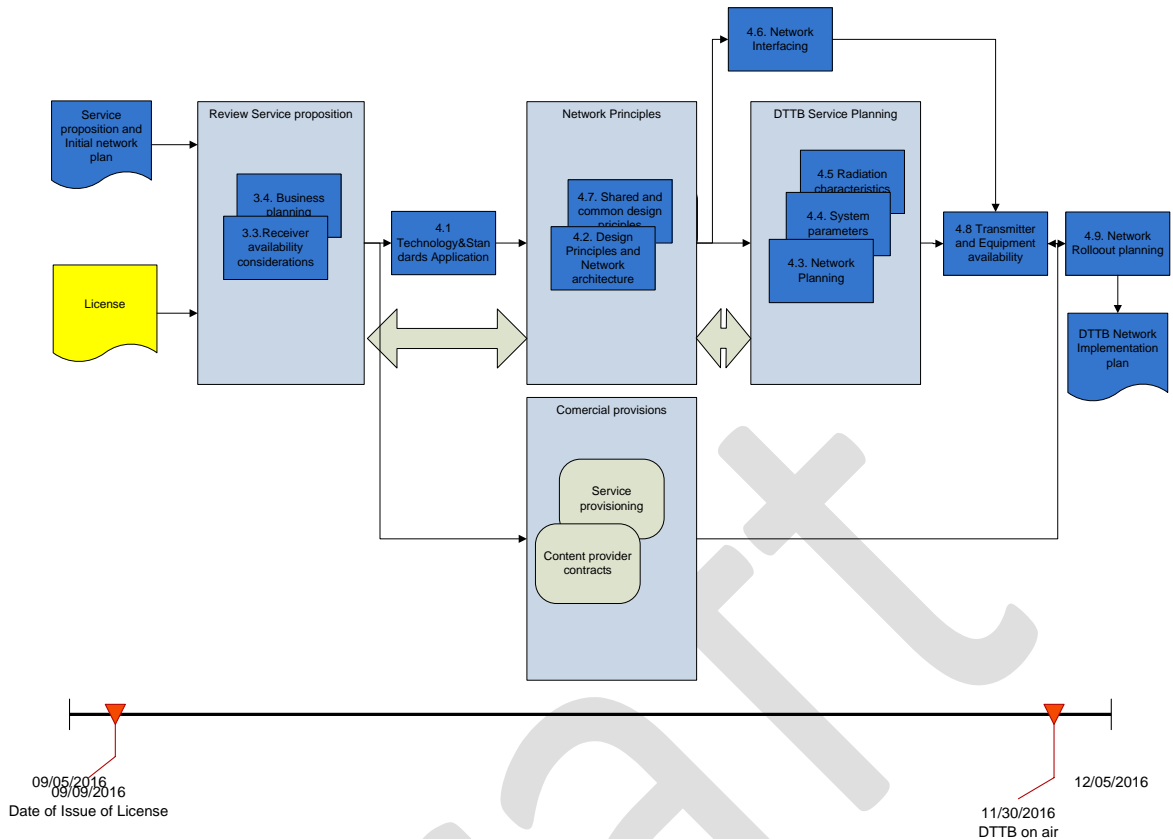 4.6. Network
Interfacing
Service
proposition and
Initial network
plan
Review Service proposition
Network Principles
DTTB Service Planning
3.4. Business
planning
3.3.Receiver
availability
considerations
4.1
Technology&Stan
dards Application
4.7. Shared and
common design
priciples
4.2. Design
Principles and
Network
architecture
4.5 Radiation
characteristics
4.4. System
parameters
4.3. Network
Planning
4.8 Transmitter
and Equipment
availability
4.9. Network
Rollout planning
License
DTTB Network
Implementation
plan
Comercial provisions
Service
provisioning
Content provider
contracts
09/05/2016
09/09/2016
Date of Issue of License
11/30/2016
DTTB on air
12/05/2016